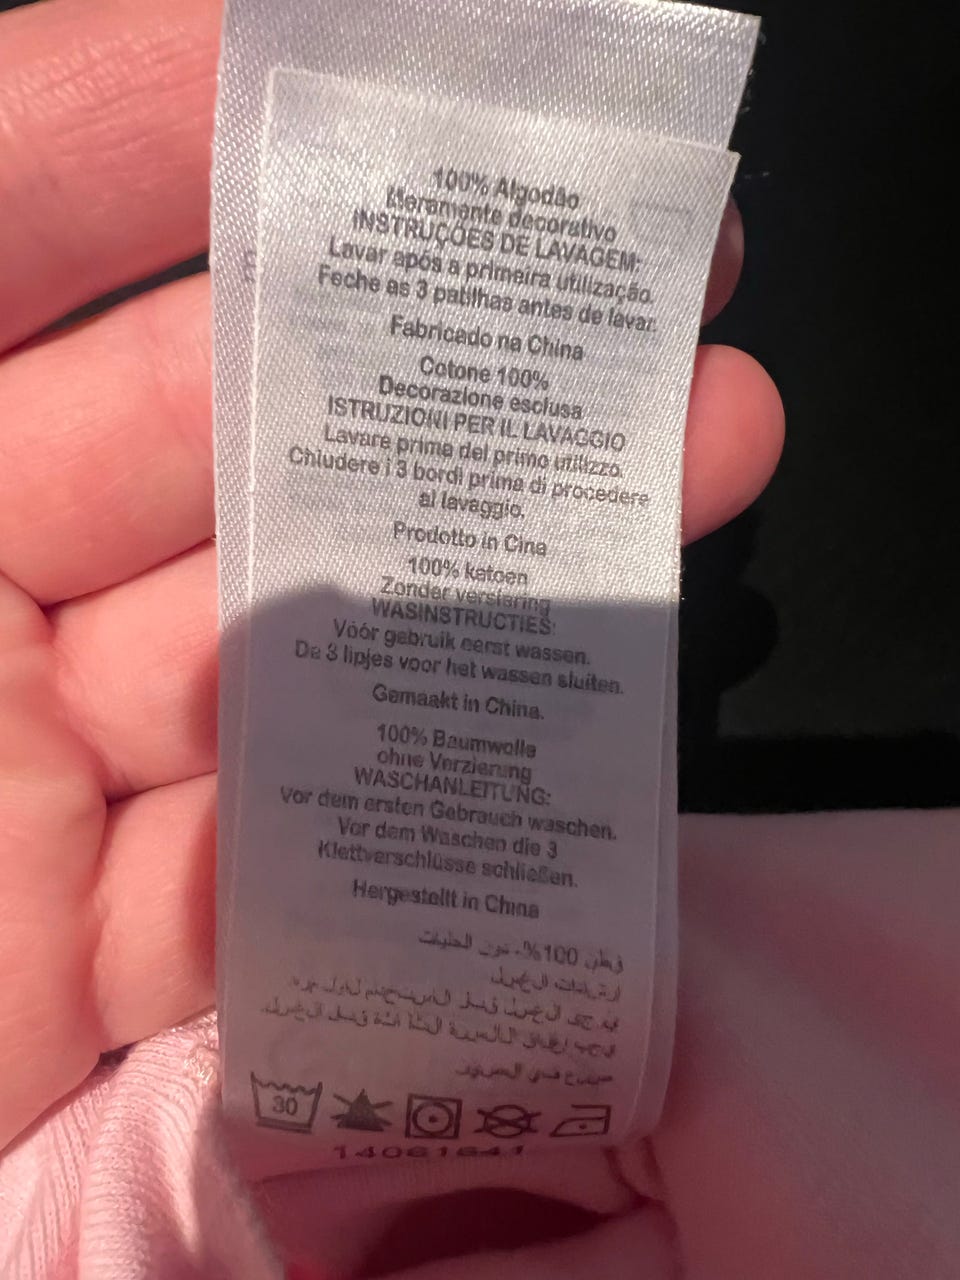 100% Algodão
Meramente decorativo
INSTRUÇÕES DE LAVAGEM:
Lavar após a primeira utilização.
Feche as 3 patilhas antes de lavar.
Fabricado na China
Cotone 100%
Decorazione esclusa
ISTRUZIONI PER IL LAVAGGIO
Lavare prima del primo utilizzo.
Chiudere i 3 bordi prima di procedere
al lavaggio.
Prodotto in Cina
100% katoen
Zonder versiering
WASINSTRUCTIES:
Vóór gebruik eerst wassen.
De 3 lipjes voor het wassen sluiten.
Gemaakt in China.
100% Baumwolle
ohne Verzierung
WASCHANLEITUNG:
Vor dem ersten Gebrauch waschen.
Vor dem Waschen die 3
Klettverschlüsse schließen.
Hergestellt in China
قطن 100%
30
14061641